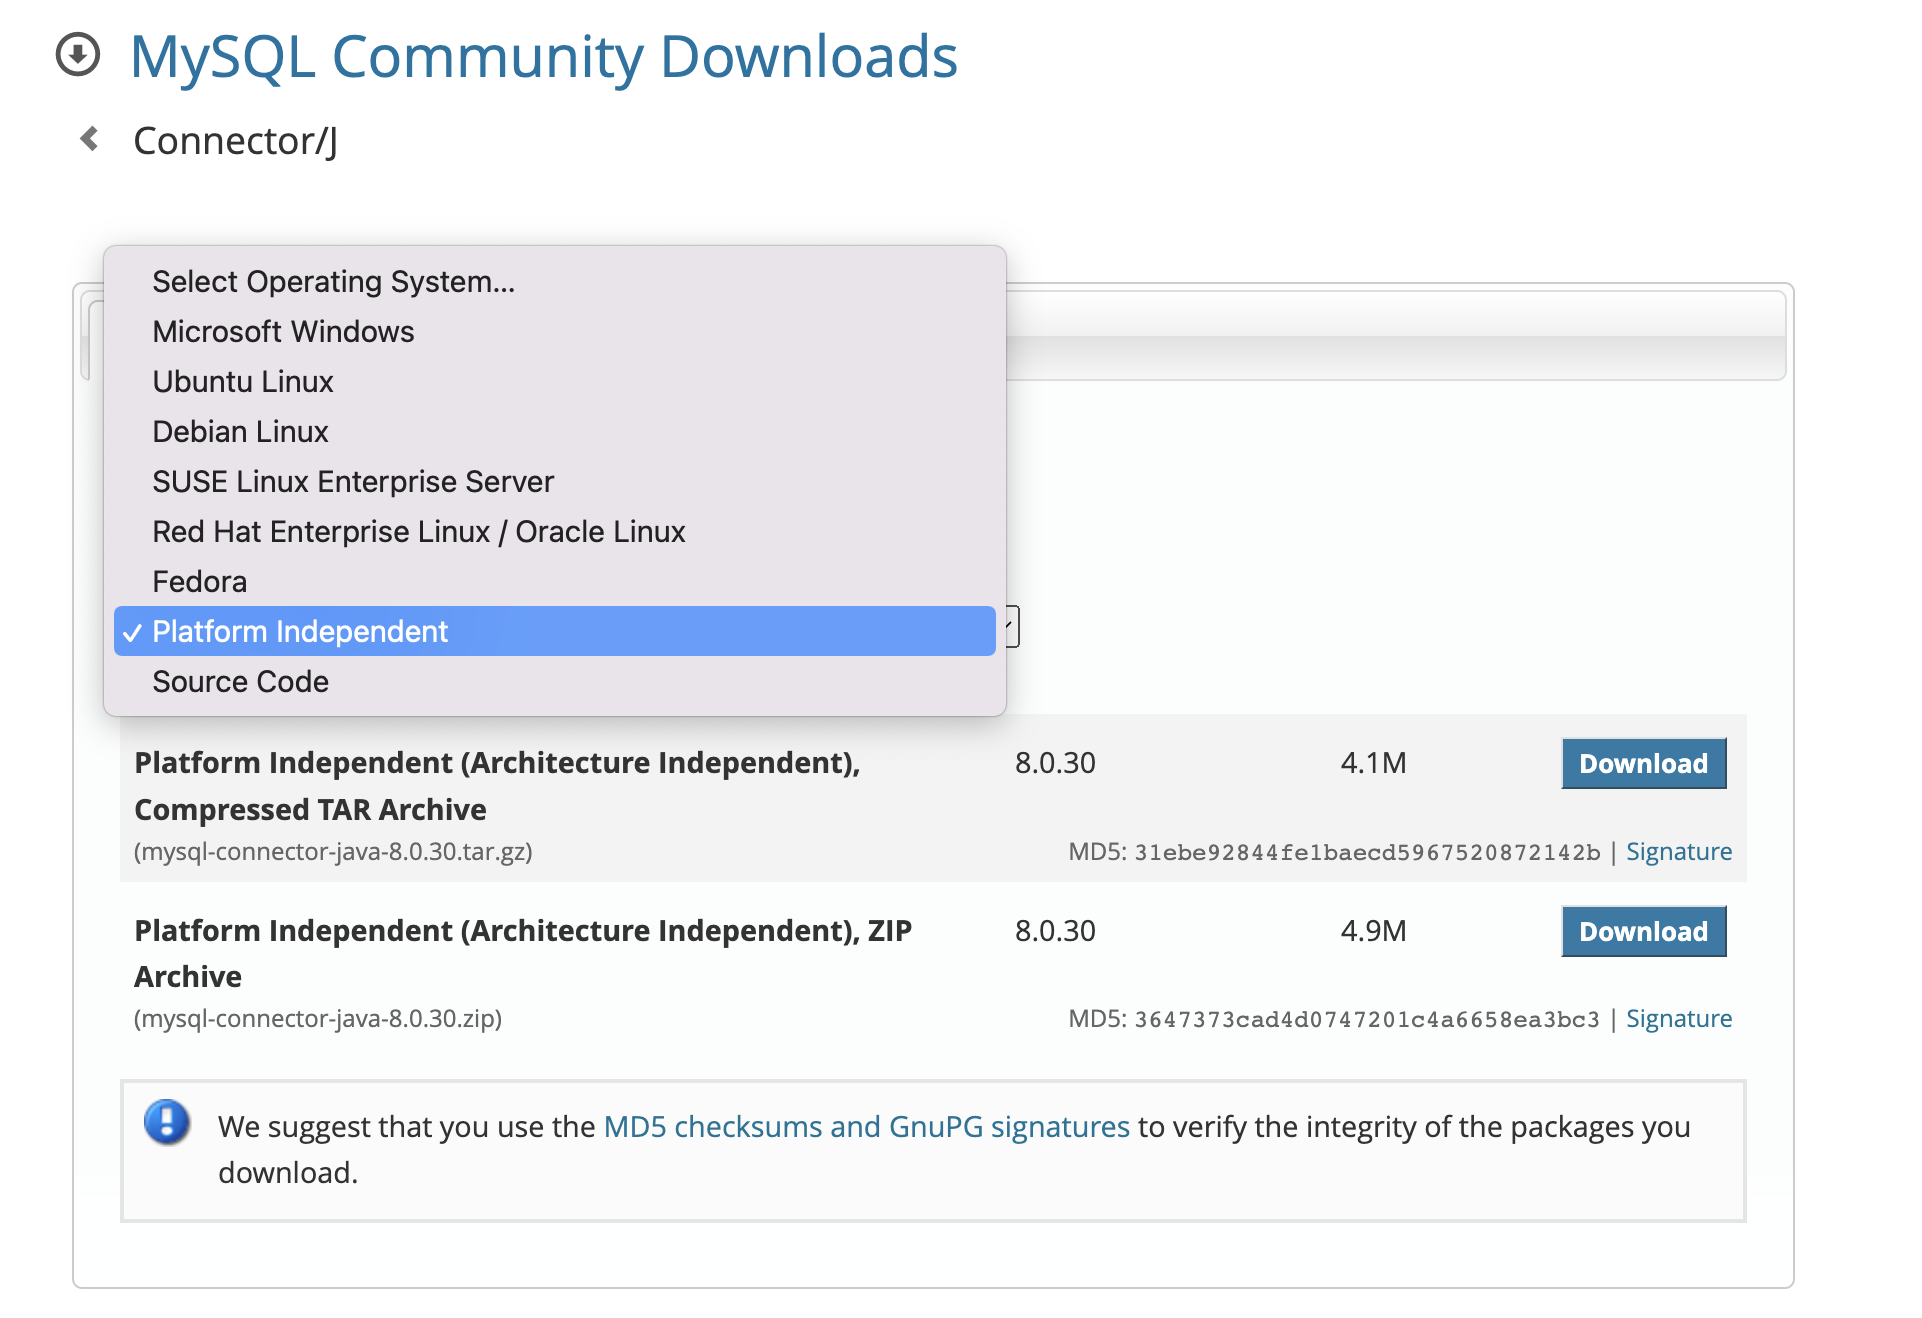 MySQL Community Downloads
Connector/J
Select Operating System...
Microsoft Windows
Ubuntu Linux
Debian Linux
SUSE Linux Enterprise Server
Red Hat Enterprise Linux / Oracle Linux
Fedora
✓ Platform Independent
Source Code
Platform Independent (Architecture Independent), 8.0.30 4.1M Download
Compressed TAR Archive
(mysql-connector-java-8.0.30.tar.gz) MD5: 31ebe92844fe1baecd5967520872142b | Signature
Platform Independent (Architecture Independent), ZIP 8.0.30 4.9M Download
Archive
(mysql-connector-java-8.0.30.zip) MD5: 3647373cad4d0747201c4a6658ea3bc3 | Signature
We suggest that you use the MD5 checksums and GnuPG signatures to verify the integrity of the packages you
download.